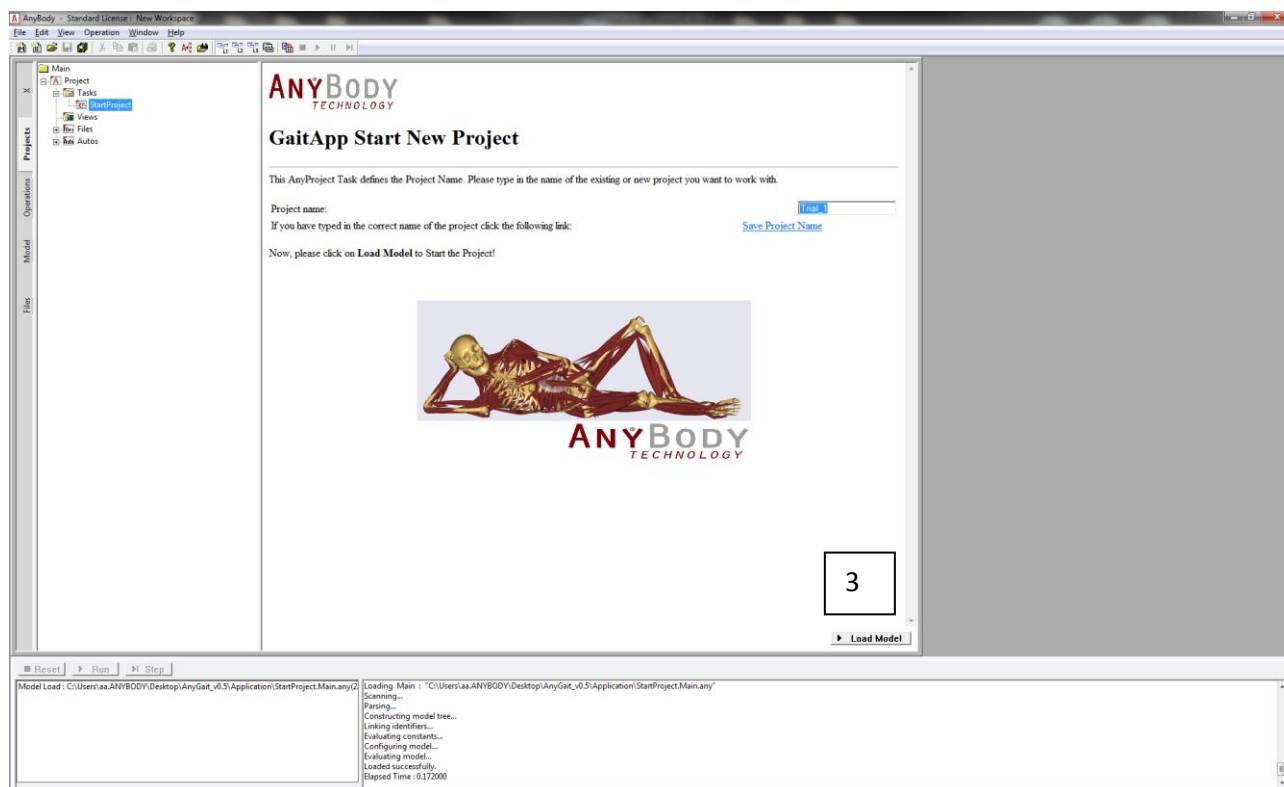 AnyBody - Standard License : New Workspace
File Edit View Operation Window Help
Projects
Operations
Model
Files
Main
Project
Tasks
StartProject
Views
Files
Autos
ANYBODY
TECHNOLOGY
GaitApp Start New Project
This AnyProject Task defines the Project Name. Please type in the name of the existing or new project you want to work with.
Project name: Trial_1
If you have typed in the correct name of the project click the following link: Save Project Name
Now, please click on Load Model to Start the Project!
ANYBODY
TECHNOLOGY
3
Load Model
Reset Run Step
Model Load : C:\Users\aa.ANYBODY\Desktop\AnyGait_v0.5\Application\StartProject.Main.any(2
Loading Main : "C:\Users\aa.ANYBODY\Desktop\AnyGait_v0.5\Application\StartProject.Main.any"
Scanning...
Parsing...
Constructing model tree...
Linking identifiers...
Evaluating constants...
Configuring model...
Evaluating model...
Loaded successfully.
Elapsed Time : 0.172000